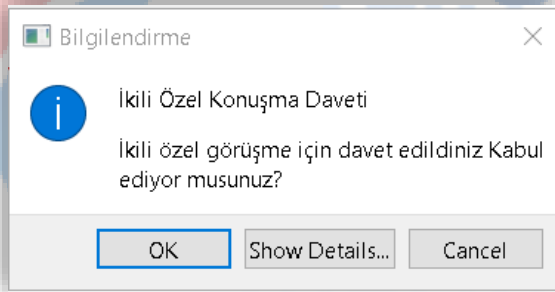 Bilgilendirme
İkili Özel Konuşma Daveti
İkili özel görüşme için davet edildiniz Kabul
ediyor musunuz?
OK
Show Details...
Cancel